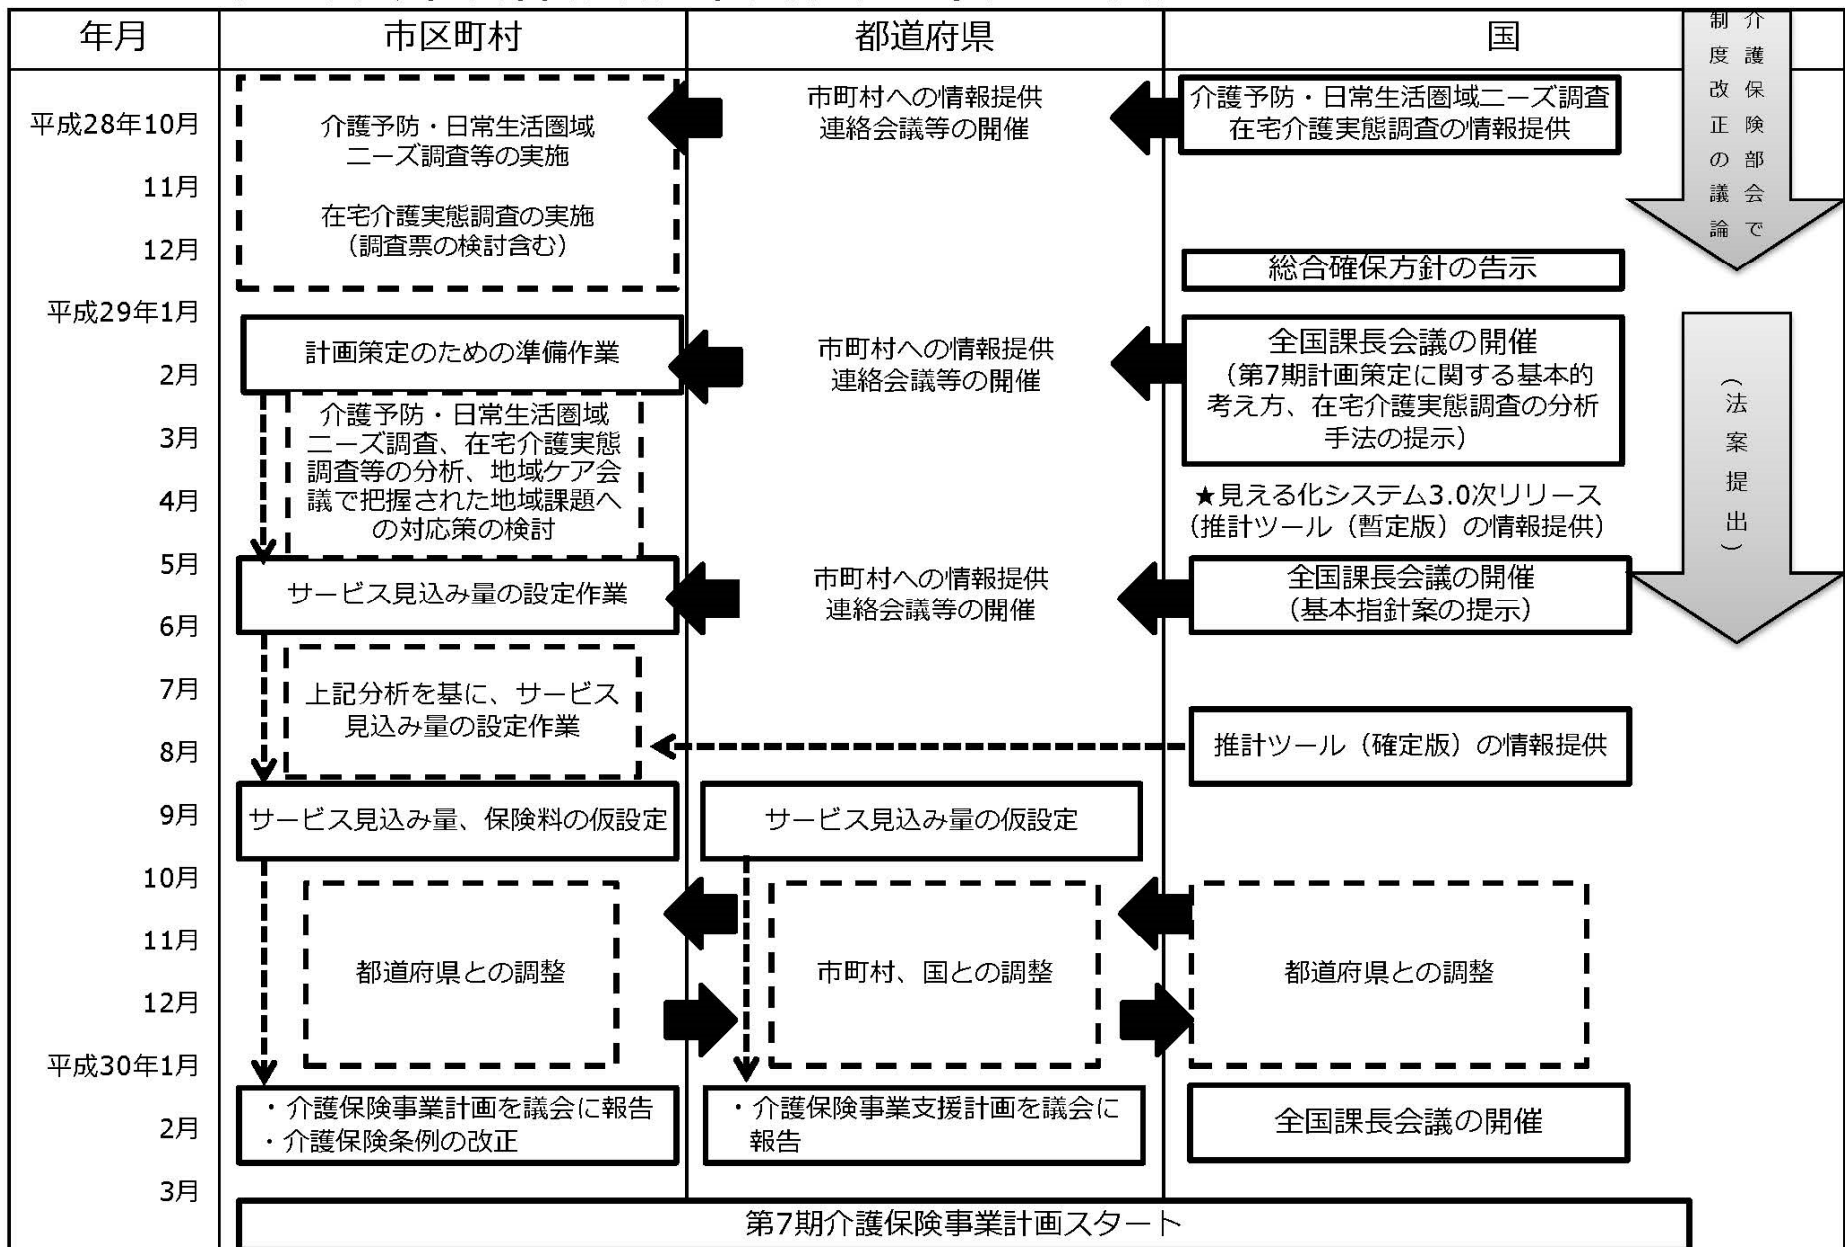 年月
市区町村
都道府県
国
介護保険部会で
制度改正の議論
平成28年10月
11月
12月
平成29年1月
2月
3月
4月
5月
6月
7月
8月
9月
10月
11月
12月
平成30年1月
2月
3月
介護予防・日常生活圏域
ニーズ調査等の実施
在宅介護実態調査の実施
(調査票の検討含む)
市町村への情報提供
連絡会議等の開催
介護予防・日常生活圏域ニーズ調査
在宅介護実態調査の情報提供
総合確保方針の告示
計画策定のための準備作業
市町村への情報提供
連絡会議等の開催
全国課長会議の開催
(第7期計画策定に関する基本的
考え方、在宅介護実態調査の分析
手法の提示)
(法案提出)
介護予防・日常生活圏域
ニーズ調査、在宅介護実態
調査等の分析、地域ケア会
議で把握された地域課題へ
の対応策の検討
★見える化システム3.0次リリース
(推計ツール(暫定版)の情報提供)
サービス見込み量の設定作業
市町村への情報提供
連絡会議等の開催
全国課長会議の開催
(基本指針案の提示)
上記分析を基に、サービス
見込み量の設定作業
推計ツール(確定版)の情報提供
サービス見込み量、保険料の仮設定
サービス見込み量の仮設定
都道府県との調整
市町村、国との調整
都道府県との調整
・介護保険事業計画を議会に報告
・介護保険条例の改正
・介護保険事業支援計画を議会に
報告
全国課長会議の開催
第7期介護保険事業計画スタート